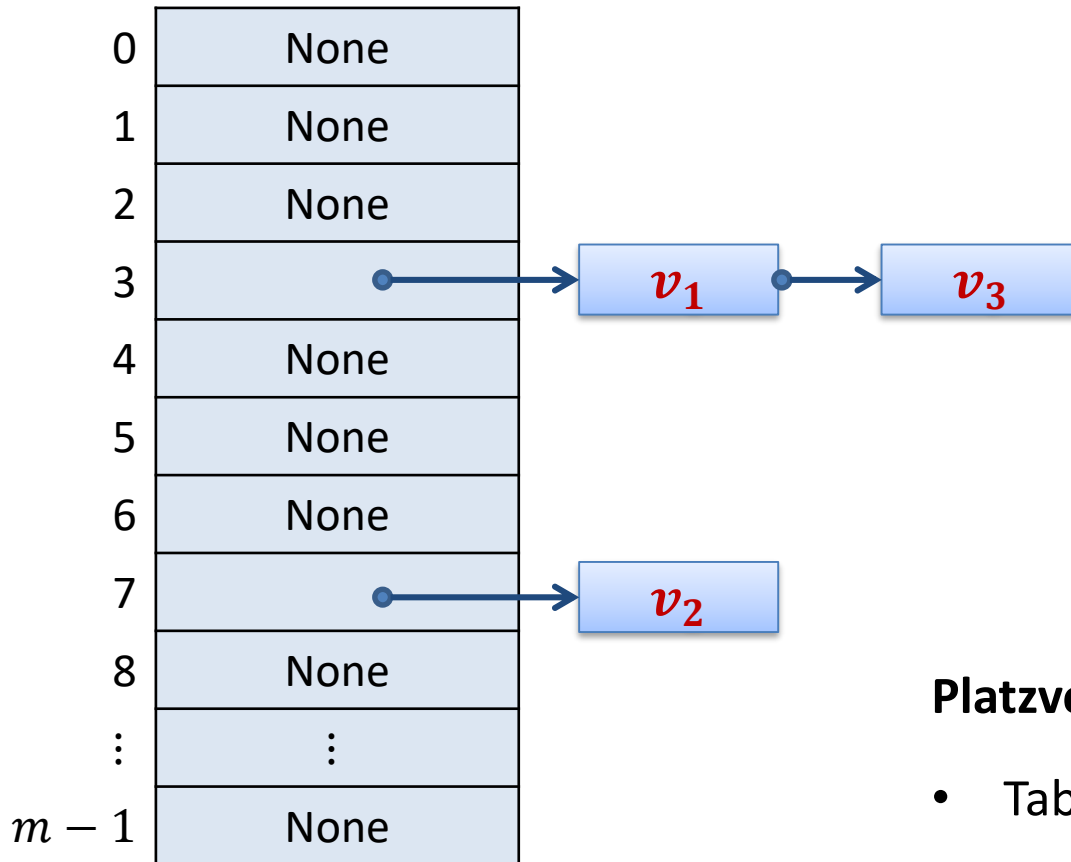 0 None
1 None
2 None
3 v₁ v₃
4 None
5 None
6 None
7 v₂
8 None
⋮ ⋮
m − 1 None
Platzve
• Tab